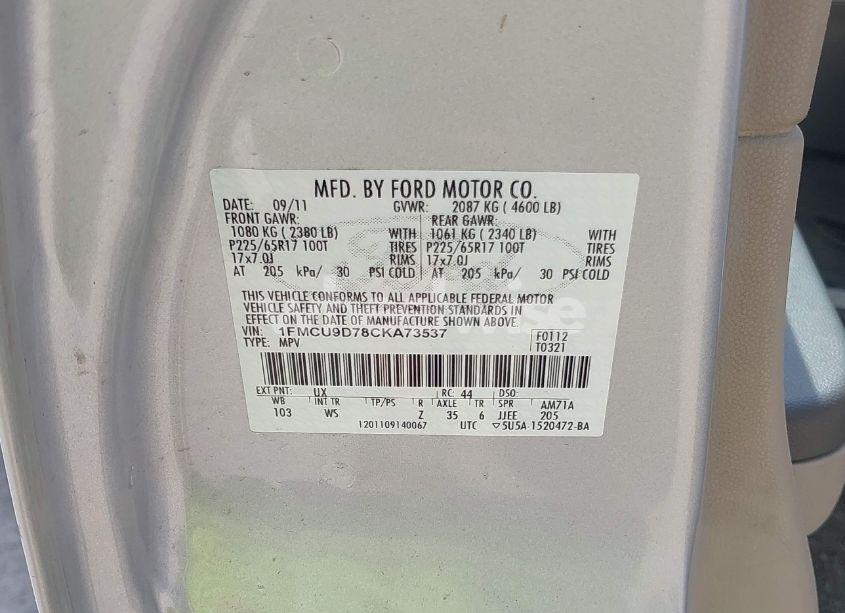 MFD. BY FORD MOTOR CO.
DATE: 09/11 GVWR: 2087 KG ( 4600 LB)
FRONT GAWR: REAR GAWR:
1080 KG ( 2380 LB) WITH 1061 KG ( 2340 LB) WITH
P225/65R17 100T TIRES P225/65R17 100T TIRES
17x7.0J RIMS 17x7.0J RIMS
AT 205 kPa/ 30 PSI COLD AT 205 kPa/ 30 PSI COLD
THIS VEHICLE CONFORMS TO ALL APPLICABLE FEDERAL MOTOR
VEHICLE SAFETY AND THEFT PREVENTION STANDARDS IN
EFFECT ON THE DATE OF MANUFACTURE SHOWN ABOVE.
VIN: 1FMCU9D78CKA73537 F0112
TYPE: MPV T0321
EXT PNT: UX RC: 44 DSO:
WB INT TR TP/PS R AXLE TR SPR AM71A
103 WS Z 35 6 JJEE 205
1201109140067 UTC ▽5U5A-1520472-BA